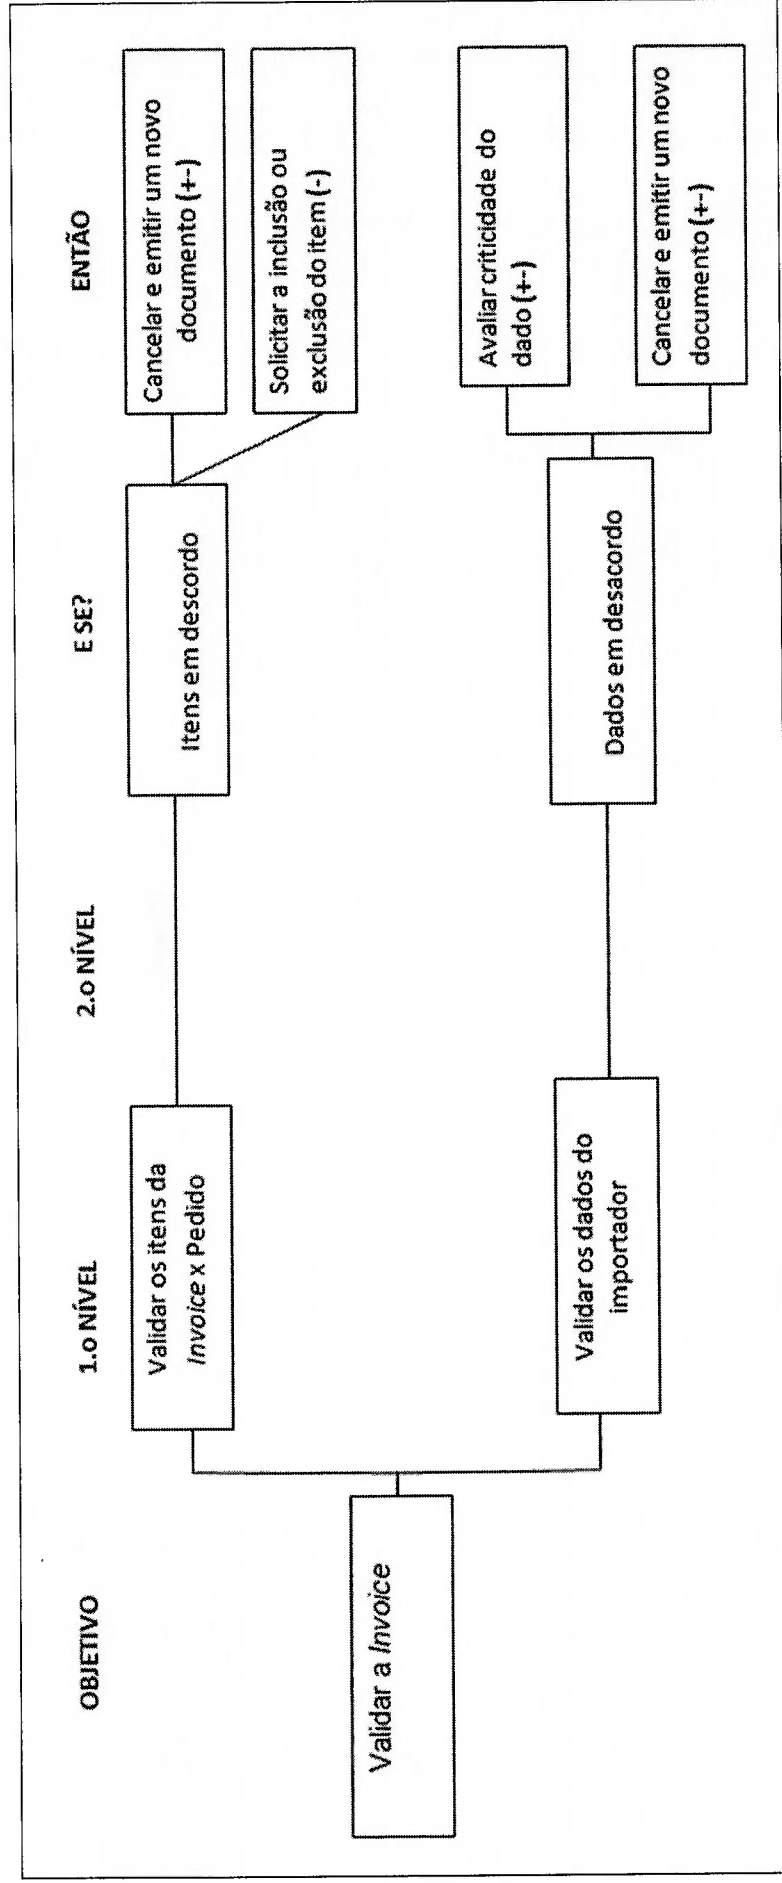 OBJETIVO
1.o NÍVEL
2.o NÍVEL
E SE?
ENTÃO
Validar a Invoice
Validar os itens da
Invoice x Pedido
Itens em descordo
Cancelar e emitir um novo
documento (+-)
Solicitar a inclusão ou
exclusão do item (-)
Validar os dados do
importador
Dados em desacordo
Avaliar criticidade do
dado (+-)
Cancelar e emitir um novo
documento (+-)